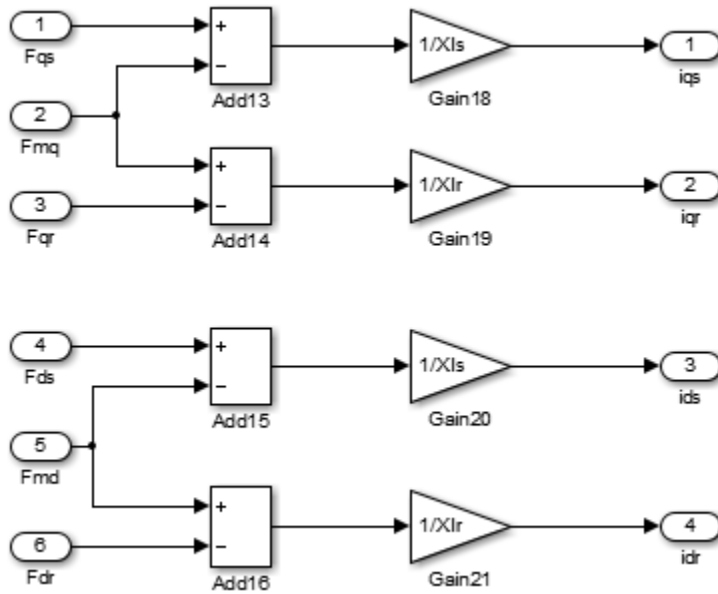 1
Fqs
+
−
Add13
1/Xls
Gain18
1
iqs
2
Fmq
3
Fqr
+
−
Add14
1/Xlr
Gain19
2
iqr
4
Fds
+
−
Add15
1/Xls
Gain20
3
ids
5
Fmd
6
Fdr
+
−
Add16
1/Xlr
Gain21
4
idr